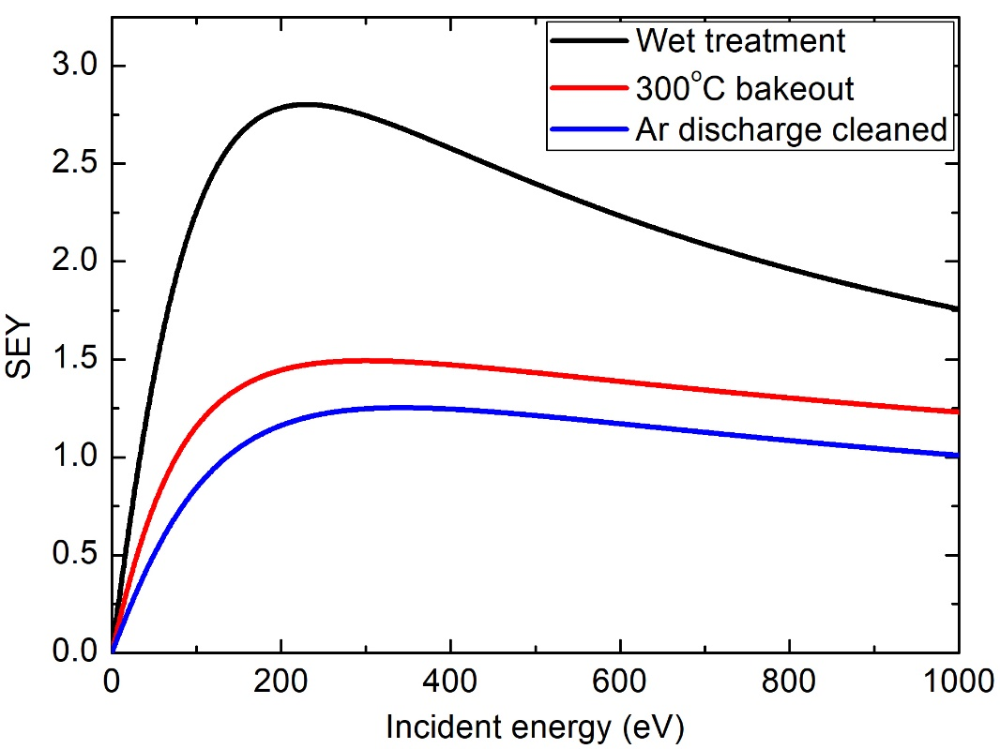 Wet treatment
300°C bakeout
Ar discharge cleaned
3.0
2.5
2.0
1.5
1.0
0.5
0.0
SEY
0 200 400 600 800 1000
Incident energy (eV)